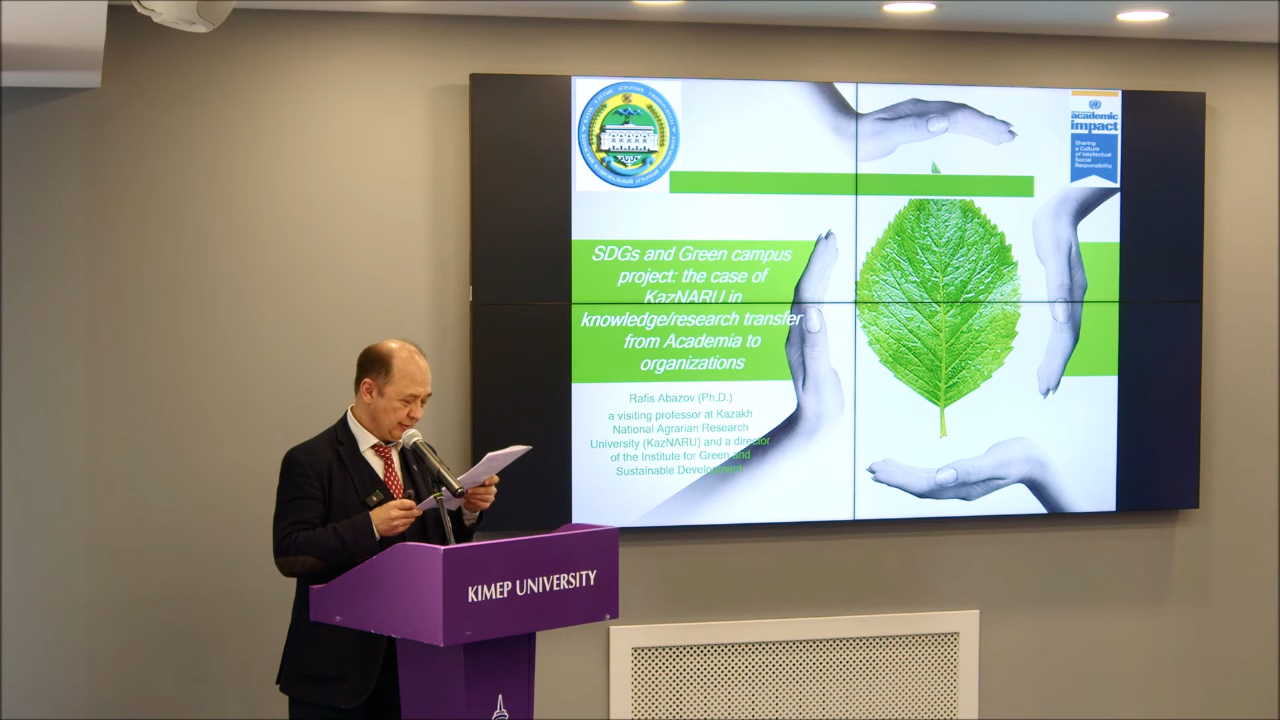 academic
impact
Sharing
a Culture
of Intellectual
Social
Responsibility
SDGs and Green campus
project: the case of
KazNARU in
knowledge/research transfer
from Academia to
organizations
Rafis Abazov (Ph.D.)
a visiting professor at Kazakh
National Agrarian Research
University (KazNARU) and a director
of the Institute for Green and
Sustainable Development
KIMEP UNIVERSITY